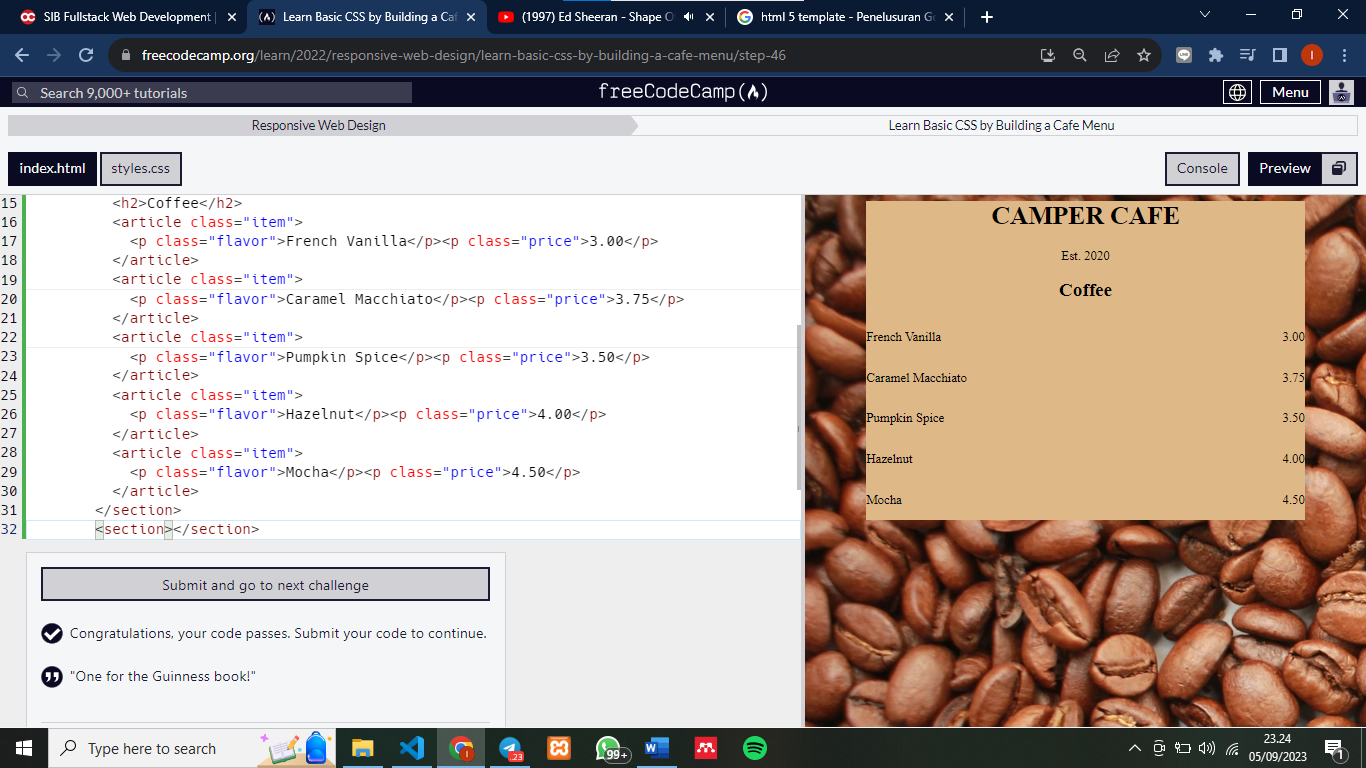 SIB Fullstack Web Development |
Learn Basic CSS by Building a Caf
(1997) Ed Sheeran - Shape O
html 5 template - Penelusuran Go
freecodecamp.org/learn/2022/responsive-web-design/learn-basic-css-by-building-a-cafe-menu/step-46
I
Search 9,000+ tutorials
freeCodeCamp
Menu
Responsive Web Design
Learn Basic CSS by Building a Cafe Menu
index.html
styles.css
Console
Preview
15 <h2>Coffee</h2>
16 <article class="item">
17 <p class="flavor">French Vanilla</p><p class="price">3.00</p>
18 </article>
19 <article class="item">
20 <p class="flavor">Caramel Macchiato</p><p class="price">3.75</p>
21 </article>
22 <article class="item">
23 <p class="flavor">Pumpkin Spice</p><p class="price">3.50</p>
24 </article>
25 <article class="item">
26 <p class="flavor">Hazelnut</p><p class="price">4.00</p>
27 </article>
28 <article class="item">
29 <p class="flavor">Mocha</p><p class="price">4.50</p>
30 </article>
31 </section>
32 <section></section>
Submit and go to next challenge
Congratulations, your code passes. Submit your code to continue.
"One for the Guinness book!"
CAMPER CAFE
Est. 2020
Coffee
French Vanilla 3.00
Caramel Macchiato 3.75
Pumpkin Spice 3.50
Hazelnut 4.00
Mocha 4.50
Type here to search
I
23
99+
W
23.24
05/09/2023
1